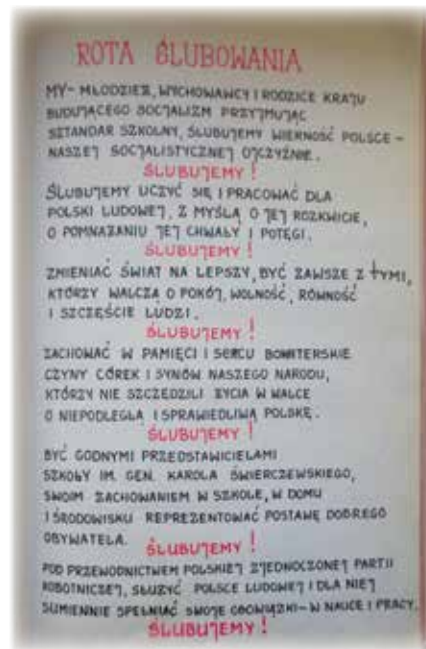 ROTA ŚLUBOWANIA
MY - MŁODZIEŻ, WYCHOWAWCY I RODZICE KRAJU
BUDUJĄCEGO SOCJALIZM PRZYJMUJĄC
SZTANDAR SZKOLNY, ŚLUBUJEMY WIERNOŚĆ POLSCE -
NASZEJ SOCJALISTYCZNEJ OJCZYŹNIE.
ŚLUBUJEMY!
ŚLUBUJEMY UCZYĆ SIĘ I PRACOWAĆ DLA
POLSKI LUDOWEJ, Z MYŚLĄ O JEJ ROZKWICIE,
O POMNAŻANIU JEJ CHWAŁY I POTĘGI.
ŚLUBUJEMY!
ZMIENIAĆ ŚWIAT NA LEPSZY, BYĆ ZAWSZE Z TYMI,
KTÓRZY WALCZĄ O POKÓJ, WOLNOŚĆ, RÓWNOŚĆ
I SZCZĘŚCIE LUDZI.
ŚLUBUJEMY!
ZACHOWAĆ W PAMIĘCI I SERCU BOHATERSKIE
CZYNY CÓREK I SYNÓW NASZEGO NARODU,
KTÓRZY NIE SZCZĘDZILI ŻYCIA W WALCE
O NIEPODLEGŁĄ I SPRAWIEDLIWĄ POLSKĘ.
ŚLUBUJEMY!
BYĆ GODNYMI PRZEDSTAWICIELAMI
SZKOŁY IM. GEN. KAROLA ŚWIERCZEWSKIEGO,
SWOIM ZACHOWANIEM W SZKOLE, W DOMU
I ŚRODOWISKU REPREZENTOWAĆ POSTAWĘ DOBREGO
OBYWATELA.
ŚLUBUJEMY!
POD PRZEWODNICTWEM POLSKIEJ ZJEDNOCZONEJ PARTII
ROBOTNICZEJ, SŁUŻYĆ POLSCE LUDOWEJ I DLA NIEJ
SUMIENNIE SPEŁNIAĆ SWOJE OBOWIĄZKI - W NAUCE I PRACY.
ŚLUBUJEMY!